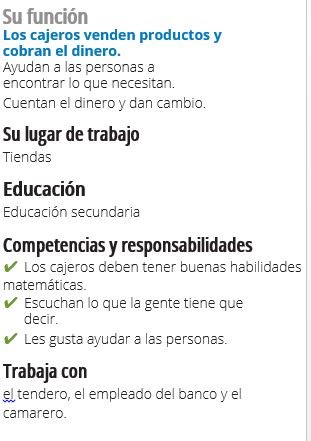 Su función
Los cajeros venden productos y
cobran el dinero.
Ayudan a las personas a
encontrar lo que necesitan.
Cuentan el dinero y dan cambio.
Su lugar de trabajo
Tiendas
Educación
Educación secundaria
Competencias y responsabilidades
✔ Los cajeros deben tener buenas habilidades
matemáticas.
✔ Escuchan lo que la gente tiene que
decir.
✔ Les gusta ayudar a las personas.
Trabaja con
el tendero, el empleado del banco y el
camarero.